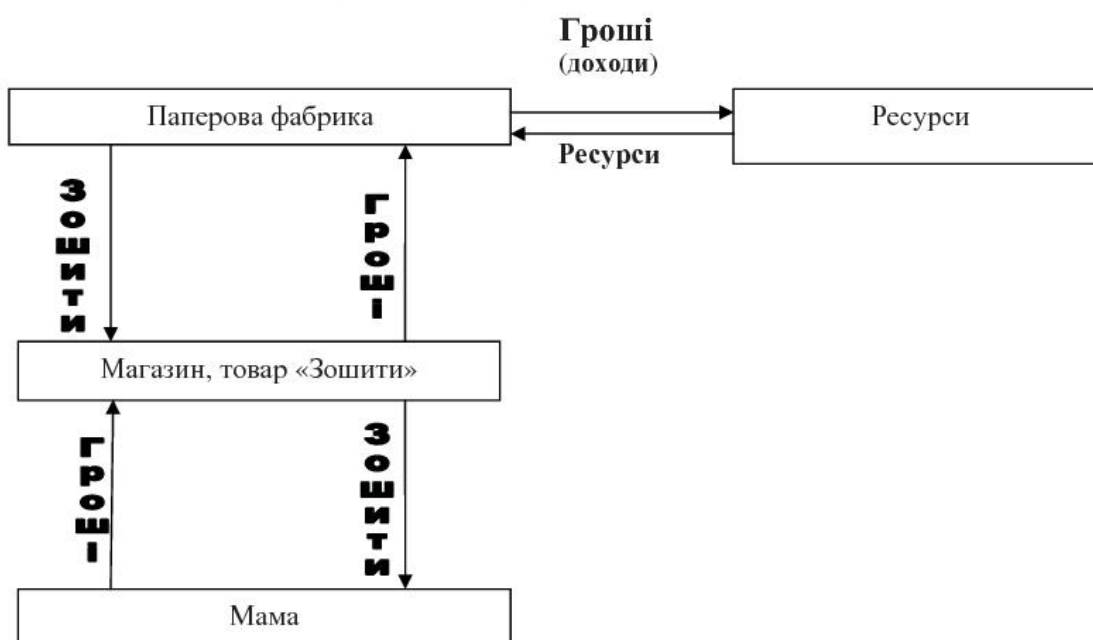 Гроші
(доходи)
Паперова фабрика
Ресурси
Ресурси
Зошити
Гроші
Магазин, товар «Зошити»
Гроші
Зошити
Мама